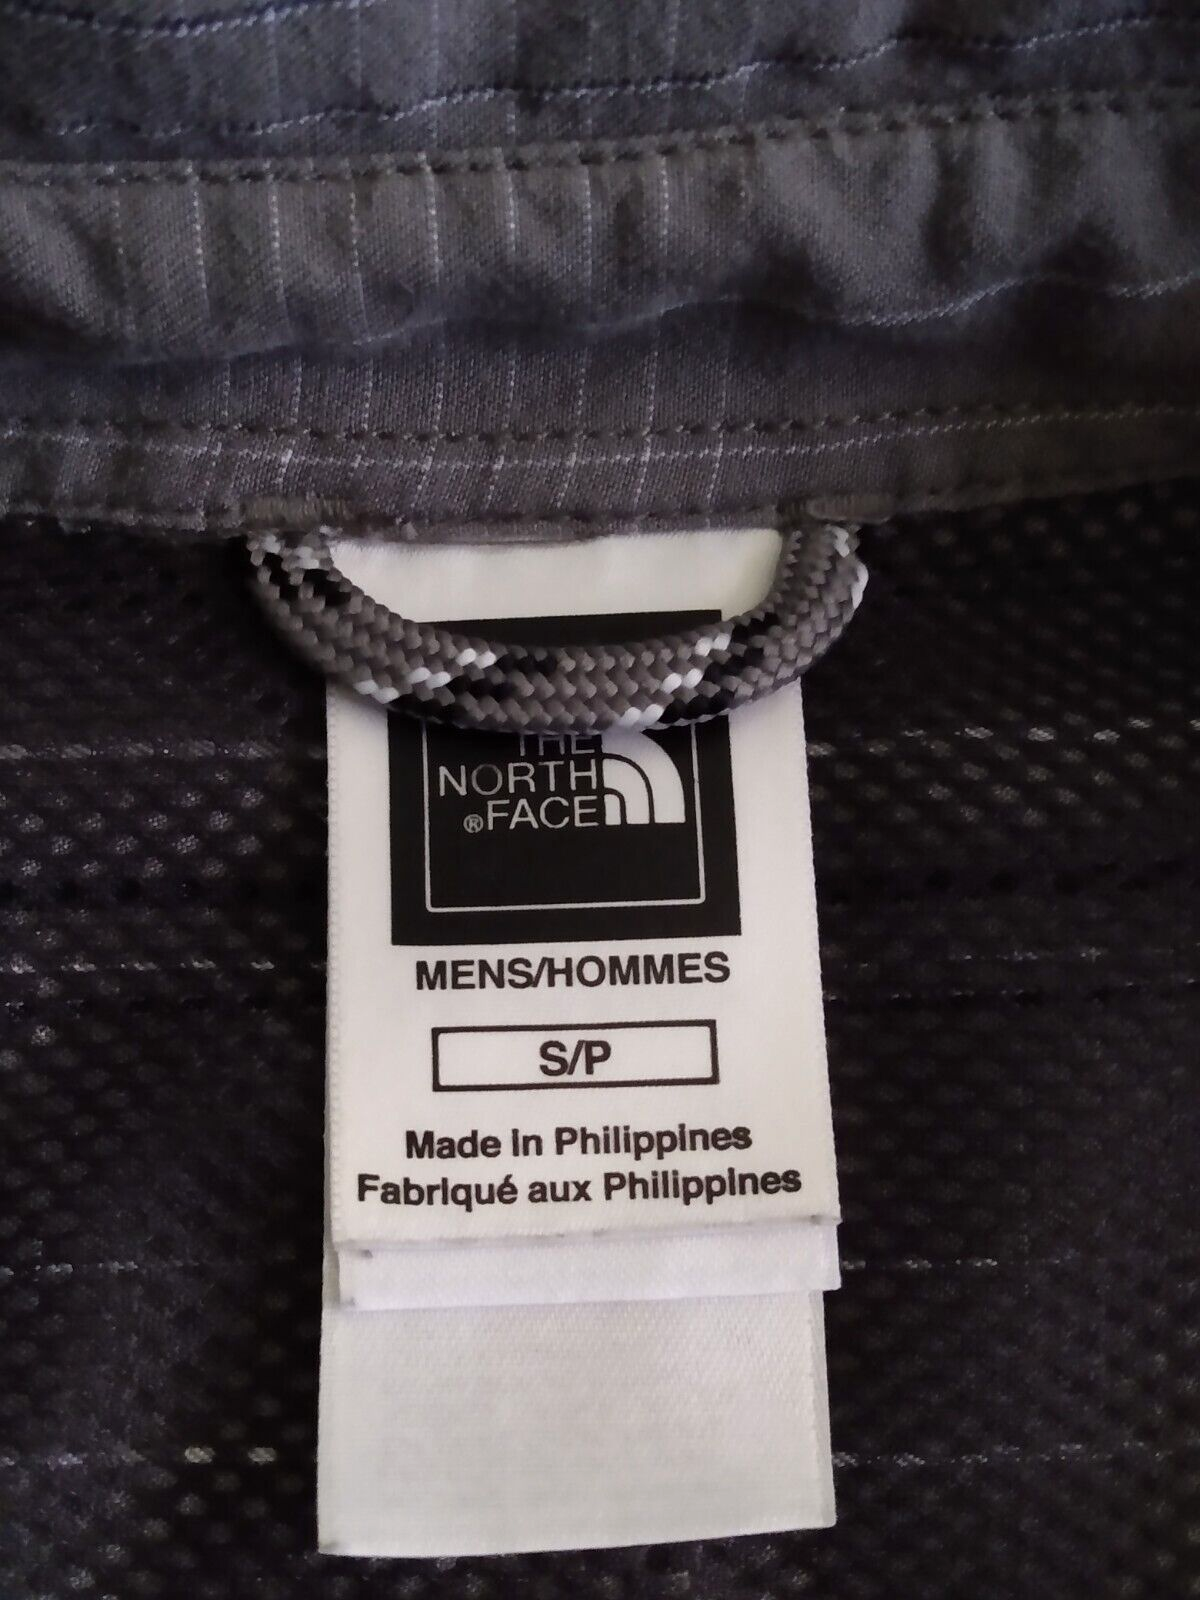 THE
NORTH
®FACE
MENS/HOMMES
S/P
Made in Philippines
Fabriqué aux Philippines